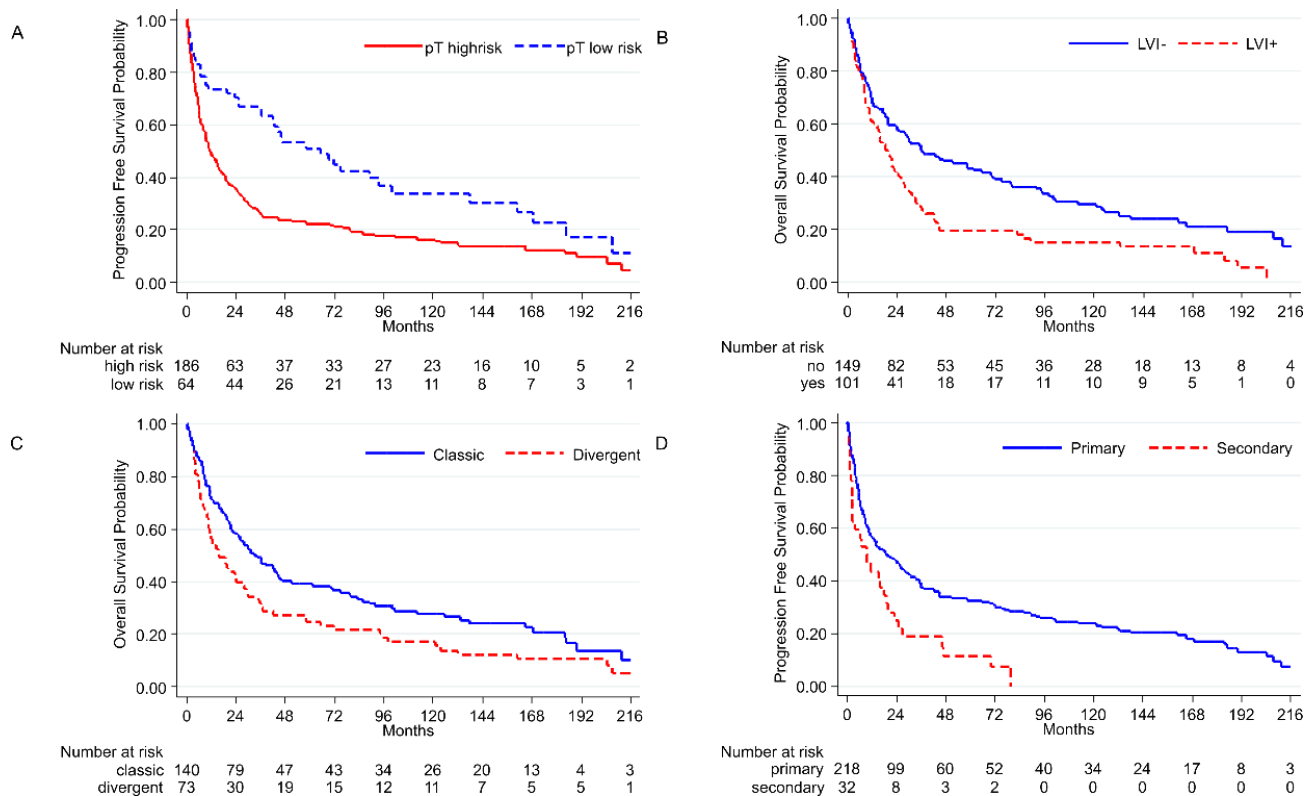 A
Progression Free Survival Probability
1.00
0.80
0.60
0.40
0.20
0.00
pT highrisk pT low risk
0 24 48 72 96 120 144 168 192 216
Months
Number at risk
high risk 186 63 37 33 27 23 16 10 5 2
low risk 64 44 26 21 13 11 8 7 3 1
B
Overall Survival Probability
1.00
0.80
0.60
0.40
0.20
0.00
LVI- LVI+
0 24 48 72 96 120 144 168 192 216
Months
Number at risk
no 149 82 53 45 36 28 18 13 8 4
yes 101 41 18 17 11 10 9 5 1 0
C
Overall Survival Probability
1.00
0.80
0.60
0.40
0.20
0.00
Classic Divergent
0 24 48 72 96 120 144 168 192 216
Months
Number at risk
classic 140 79 47 43 34 26 20 13 4 3
divergent 73 30 19 15 12 11 7 5 5 1
D
Progression Free Survival Probability
1.00
0.80
0.60
0.40
0.20
0.00
Primary Secondary
0 24 48 72 96 120 144 168 192 216
Months
Number at risk
primary 218 99 60 52 40 34 24 17 8 3
secondary 32 8 3 2 0 0 0 0 0 0